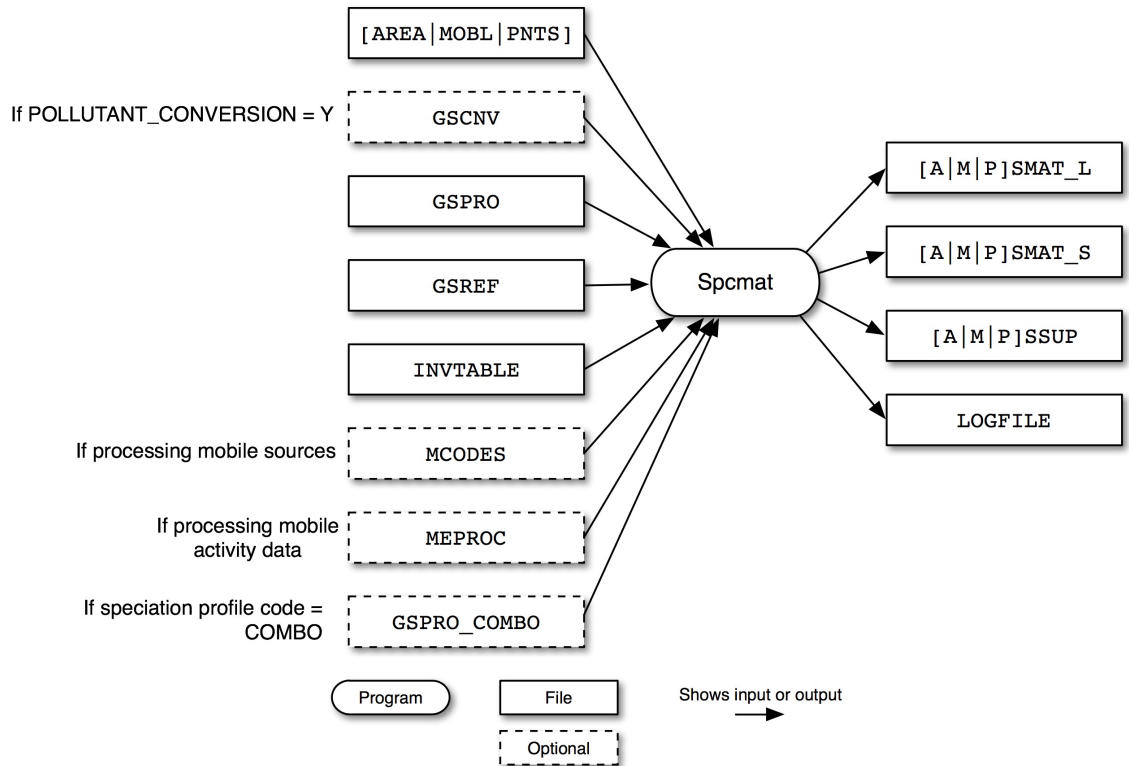 [AREA|MOBL|PNTS]
If POLLUTANT_CONVERSION = Y
GSCNV
GSPRO
GSREF
INVTABLE
If processing mobile sources
MCODES
If processing mobile
activity data
MEPROC
If speciation profile code =
COMBO
GSPRO_COMBO
Spcmat
[A|M|P]SMAT_L
[A|M|P]SMAT_S
[A|M|P]SSUP
LOGFILE
Program
File
Optional
Shows input or output